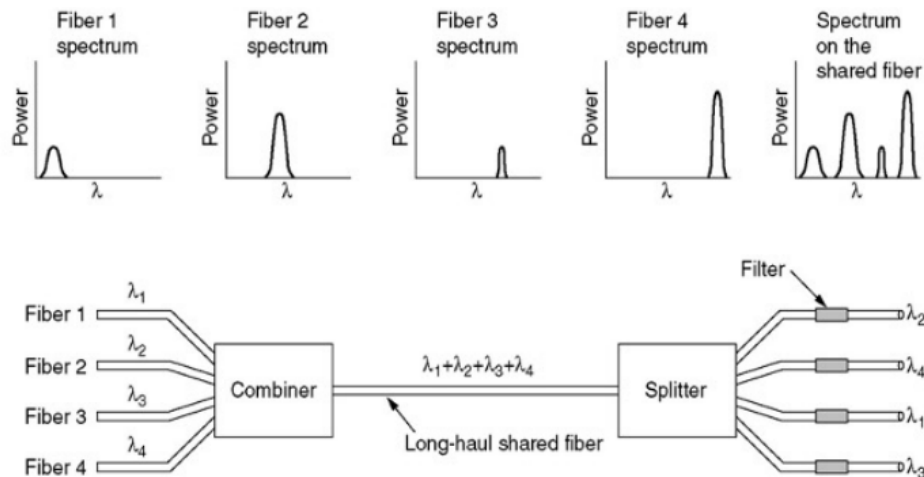 Fiber 1
spectrum
Fiber 2
spectrum
Fiber 3
spectrum
Fiber 4
spectrum
Spectrum
on the
shared fiber
Power
λ
Power
λ
Power
λ
Power
λ
Power
λ
Filter
Fiber 1
λ1
λ2
Fiber 2
λ2
λ4
Combiner
λ1+λ2+λ3+λ4
Splitter
Fiber 3
λ3
λ1
Long-haul shared fiber
Fiber 4
λ4
λ3